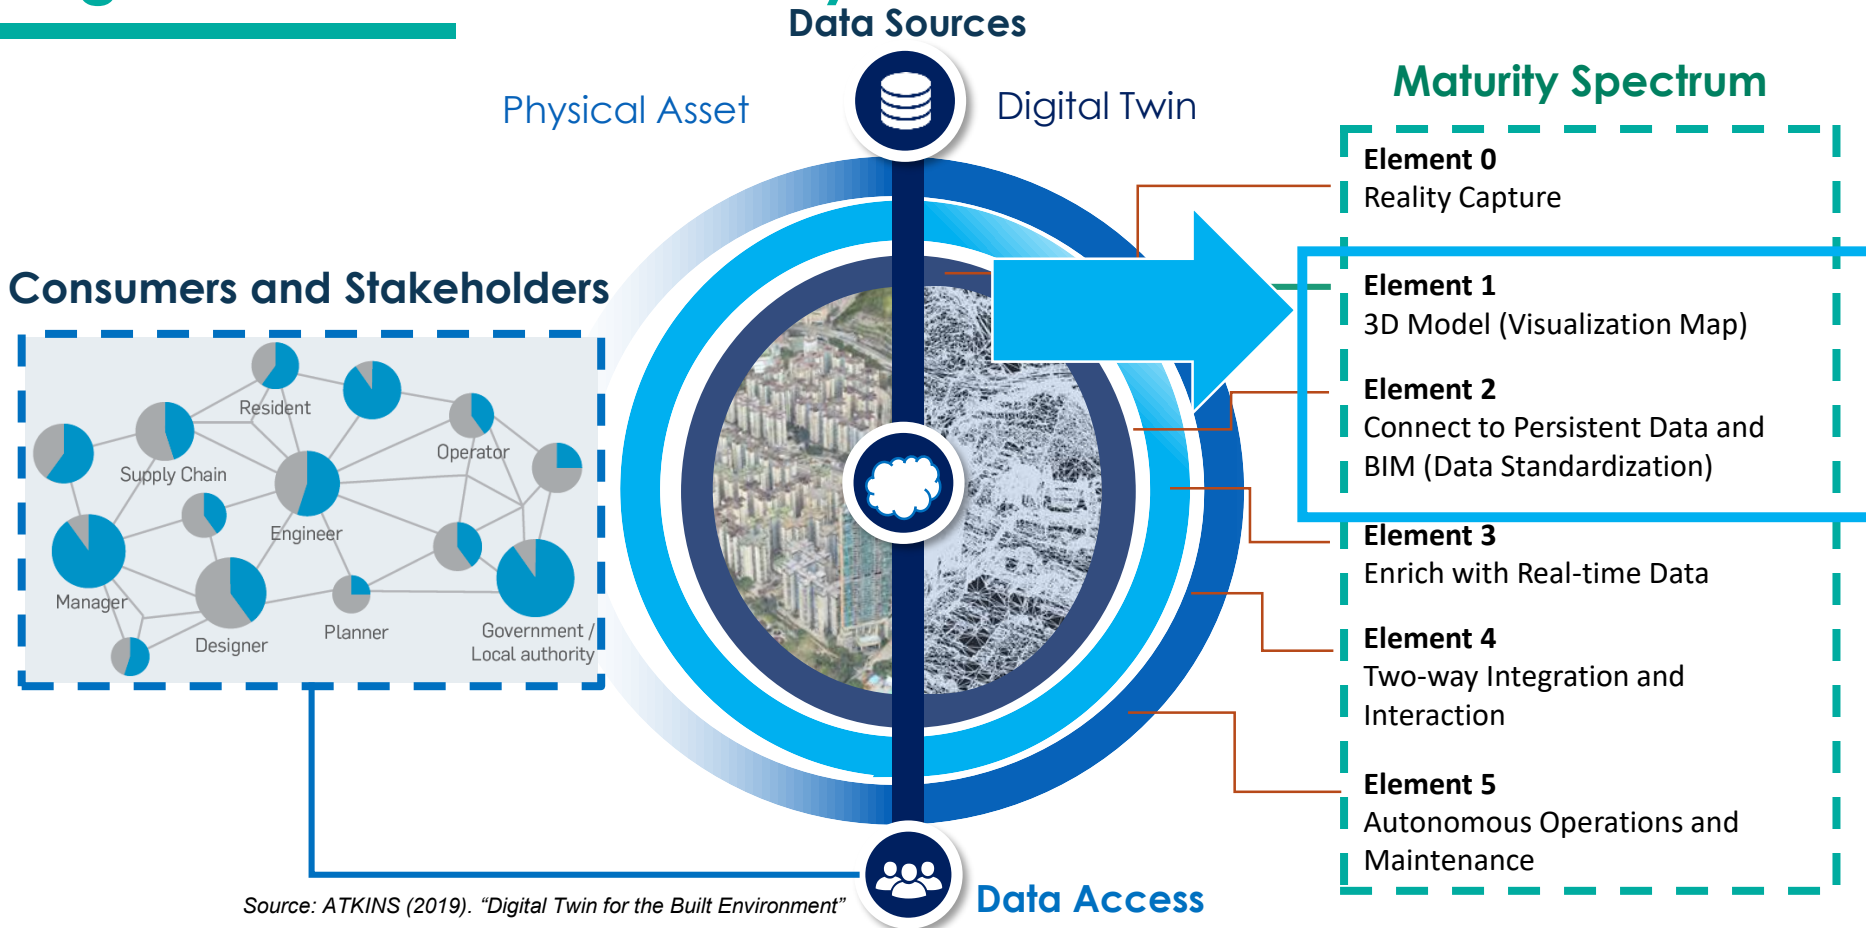 Data Sources
Physical Asset
Digital Twin
Maturity Spectrum
Element 0
Reality Capture
Element 1
3D Model (Visualization Map)
Element 2
Connect to Persistent Data and
BIM (Data Standardization)
Element 3
Enrich with Real-time Data
Element 4
Two-way Integration and
Interaction
Element 5
Autonomous Operations and
Maintenance
Consumers and Stakeholders
Resident
Operator
Supply Chain
Engineer
Manager
Designer
Planner
Government /
Local authority
Data Access
Source: ATKINS (2019). “Digital Twin for the Built Environment”